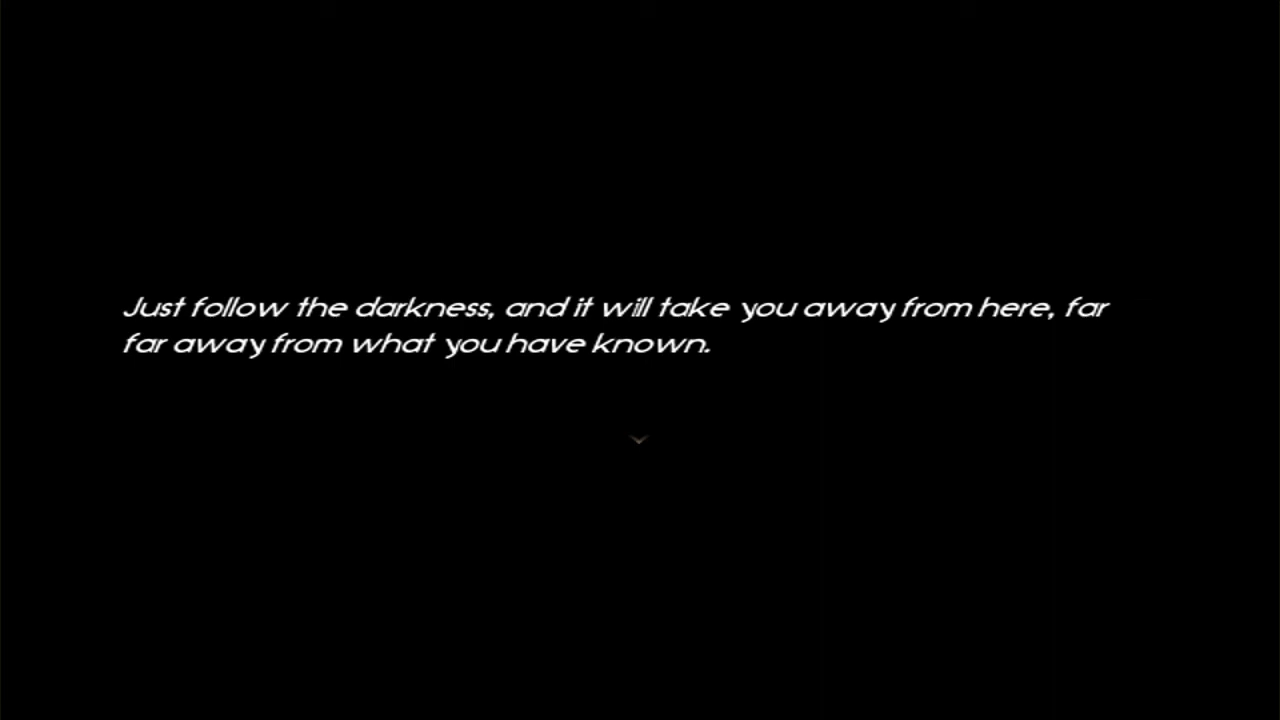 Just follow the darkness, and it will take you away from here, far
far away from what you have known.